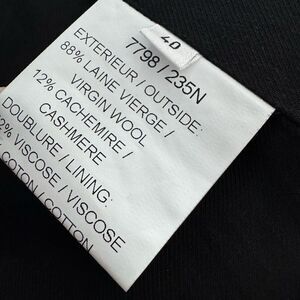 40
7798 / 235N
EXTERIEUR / OUTSIDE:
88% LAINE VIERGE /
VIRGIN WOOL
12% CACHEMIRE /
CASHMERE
DOUBLURE / LINING:
2% VISCOSE / VISCOSE
COTON / COTTON